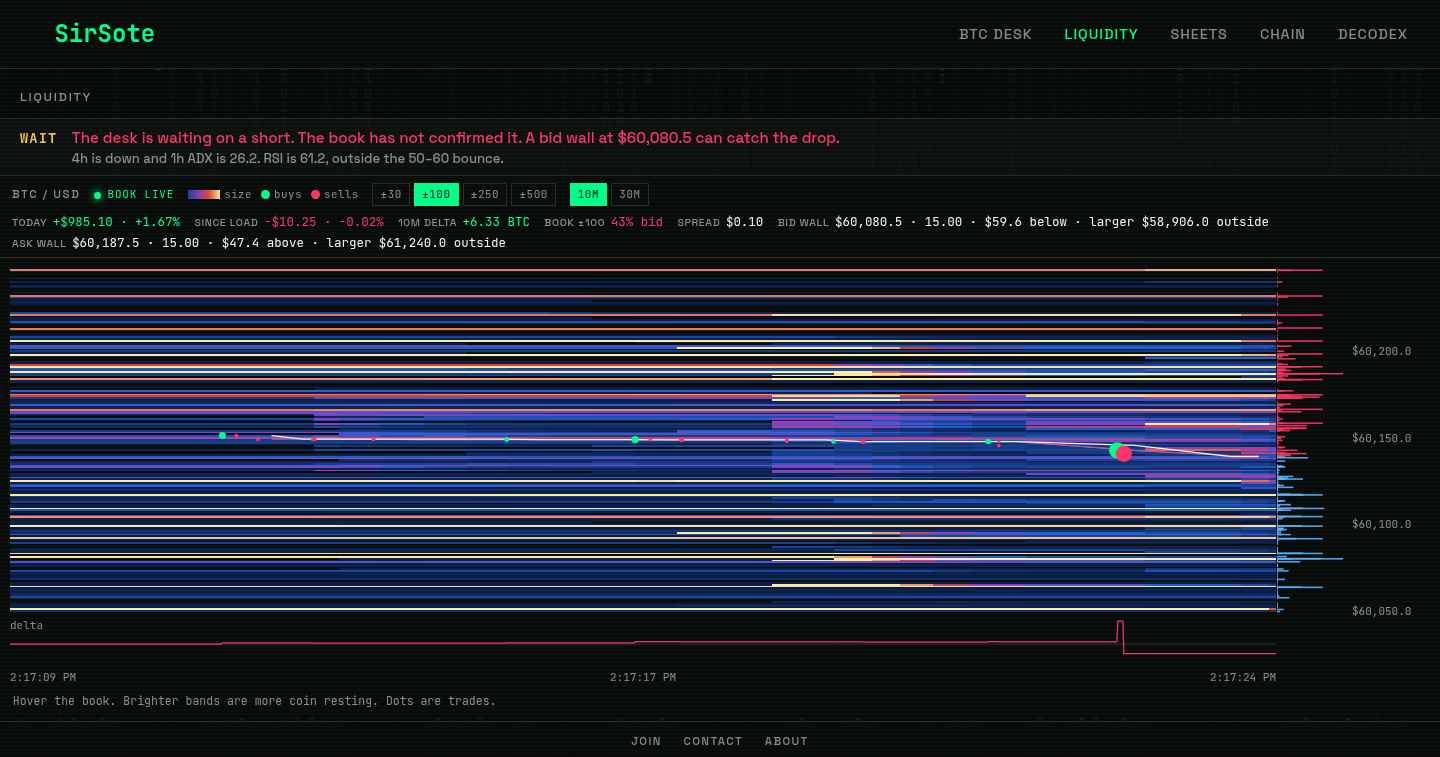 SirSote
BTC DESK LIQUIDITY SHEETS CHAIN DECODEX
LIQUIDITY
WAIT The desk is waiting on a short. The book has not confirmed it. A bid wall at $60,080.5 can catch the drop.
4h is down and 1h ADX is 26.2. RSI is 61.2, outside the 50–60 bounce.
BTC / USD BOOK LIVE size buys sells ±30 ±100 ±250 ±500 10M 30M
TODAY +$985.10 · +1.67% SINCE LOAD -$10.25 · -0.02% 10M DELTA +6.33 BTC BOOK ±100 43% bid SPREAD $0.10 BID WALL $60,080.5 · 15.00 · $59.6 below · larger $58,906.0 outside
ASK WALL $60,187.5 · 15.00 · $47.4 above · larger $61,240.0 outside
$60,200.0
$60,150.0
$60,100.0
$60,050.0
delta
2:17:09 PM 2:17:17 PM 2:17:24 PM
Hover the book. Brighter bands are more coin resting. Dots are trades.
JOIN CONTACT ABOUT